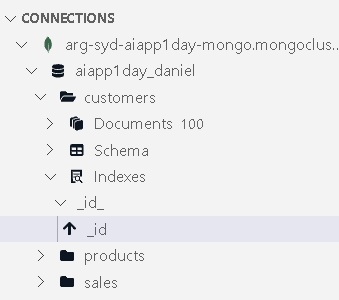 CONNECTIONS
arg-syd-aiapp1day-mongo.mongoclus...
aiapp1day_daniel
customers
Documents 100
Schema
Indexes
_id_
_id
products
sales